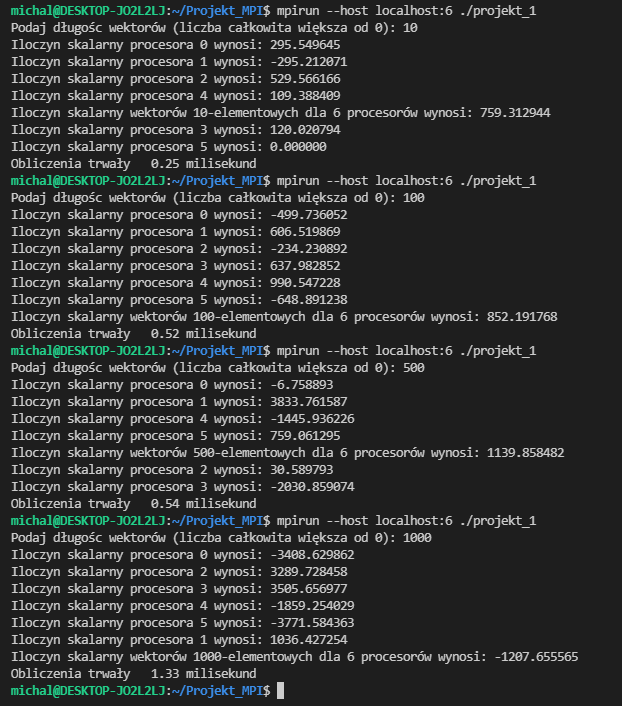 michal@DESKTOP-JO2L2LJ:~/Projekt_MPI$ mpirun --host localhost:6 ./projekt_1
Podaj długośc wektorów (liczba całkowita większa od 0): 10
Iloczyn skalarny procesora 0 wynosi: 295.549645
Iloczyn skalarny procesora 1 wynosi: -295.212071
Iloczyn skalarny procesora 2 wynosi: 529.566166
Iloczyn skalarny procesora 4 wynosi: 109.388409
Iloczyn skalarny wektorów 10-elementowych dla 6 procesorów wynosi: 759.312944
Iloczyn skalarny procesora 3 wynosi: 120.020794
Iloczyn skalarny procesora 5 wynosi: 0.000000
Obliczenia trwały   0.25 milisekund
michal@DESKTOP-JO2L2LJ:~/Projekt_MPI$ mpirun --host localhost:6 ./projekt_1
Podaj długośc wektorów (liczba całkowita większa od 0): 100
Iloczyn skalarny procesora 0 wynosi: -499.736052
Iloczyn skalarny procesora 1 wynosi: 606.519869
Iloczyn skalarny procesora 2 wynosi: -234.230892
Iloczyn skalarny procesora 3 wynosi: 637.982852
Iloczyn skalarny procesora 4 wynosi: 990.547228
Iloczyn skalarny procesora 5 wynosi: -648.891238
Iloczyn skalarny wektorów 100-elementowych dla 6 procesorów wynosi: 852.191768
Obliczenia trwały   0.52 milisekund
michal@DESKTOP-JO2L2LJ:~/Projekt_MPI$ mpirun --host localhost:6 ./projekt_1
Podaj długośc wektorów (liczba całkowita większa od 0): 500
Iloczyn skalarny procesora 0 wynosi: -6.758893
Iloczyn skalarny procesora 1 wynosi: 3833.761587
Iloczyn skalarny procesora 4 wynosi: -1445.936226
Iloczyn skalarny procesora 5 wynosi: 759.061295
Iloczyn skalarny wektorów 500-elementowych dla 6 procesorów wynosi: 1139.858482
Iloczyn skalarny procesora 2 wynosi: 30.589793
Iloczyn skalarny procesora 3 wynosi: -2030.859074
Obliczenia trwały   0.54 milisekund
michal@DESKTOP-JO2L2LJ:~/Projekt_MPI$ mpirun --host localhost:6 ./projekt_1
Podaj długośc wektorów (liczba całkowita większa od 0): 1000
Iloczyn skalarny procesora 0 wynosi: -3408.629862
Iloczyn skalarny procesora 2 wynosi: 3289.728458
Iloczyn skalarny procesora 3 wynosi: 3505.656977
Iloczyn skalarny procesora 4 wynosi: -1859.254029
Iloczyn skalarny procesora 5 wynosi: -3771.584363
Iloczyn skalarny procesora 1 wynosi: 1036.427254
Iloczyn skalarny wektorów 1000-elementowych dla 6 procesorów wynosi: -1207.655565
Obliczenia trwały   1.33 milisekund
michal@DESKTOP-JO2L2LJ:~/Projekt_MPI$